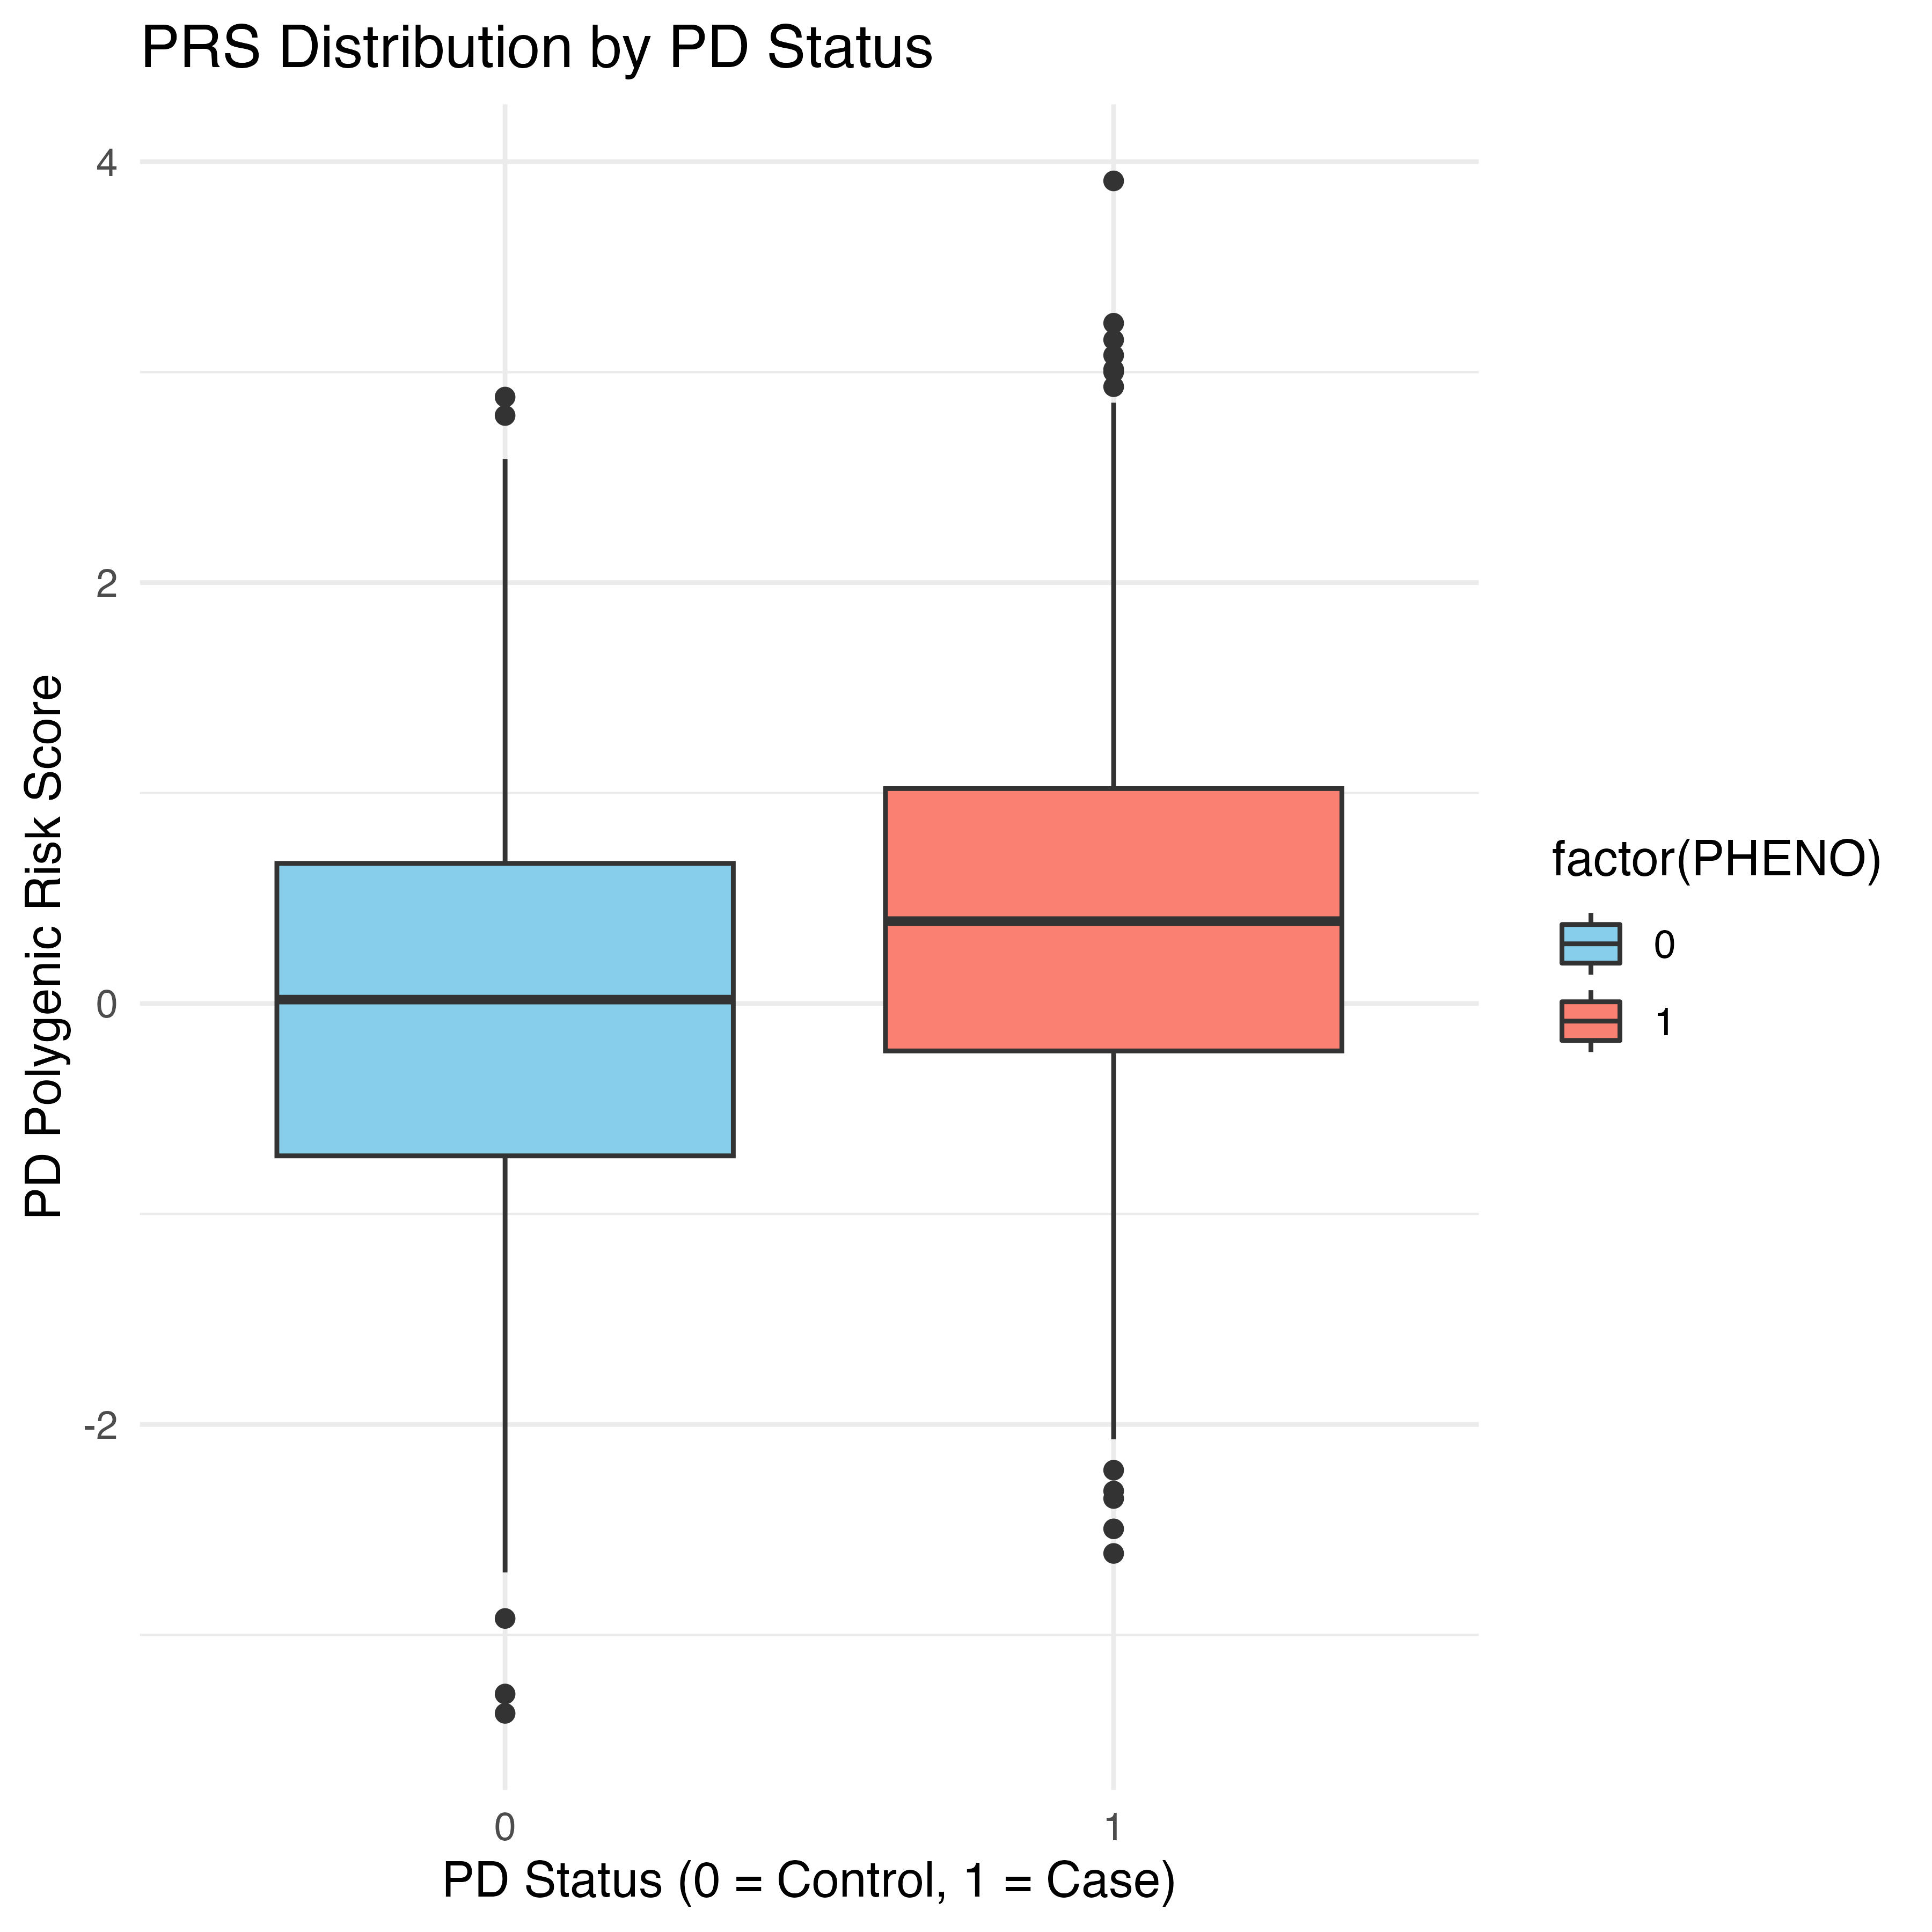 PRS Distribution by PD Status
4
2
0
-2
PD Polygenic Risk Score
0
1
PD Status (0 = Control, 1 = Case)
factor(PHENO)
0
1